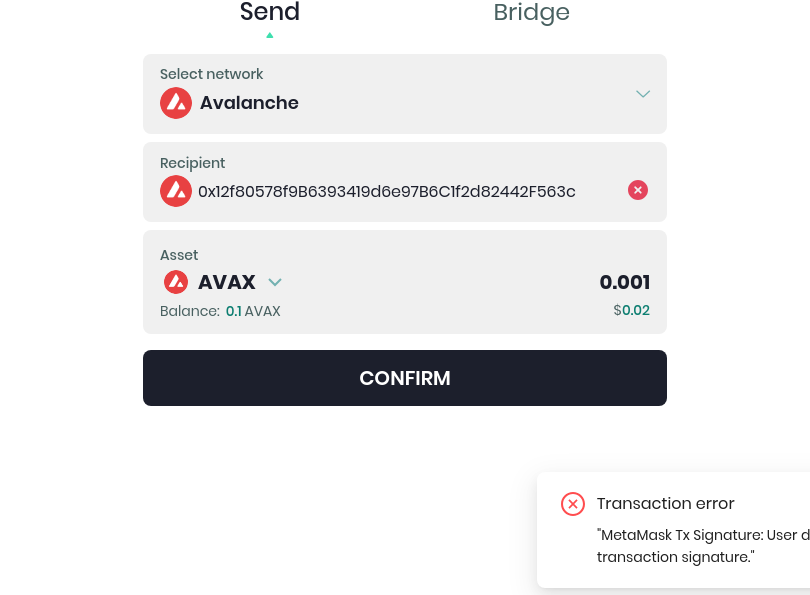 Send
Bridge
Select network
Avalanche
Recipient
0x12f80578f9B6393419d6e97B6C1f2d82442F563c
Asset
AVAX
0.001
Balance: 0.1 AVAX
$0.02
CONFIRM
Transaction error
"MetaMask Tx Signature: User
transaction signature."